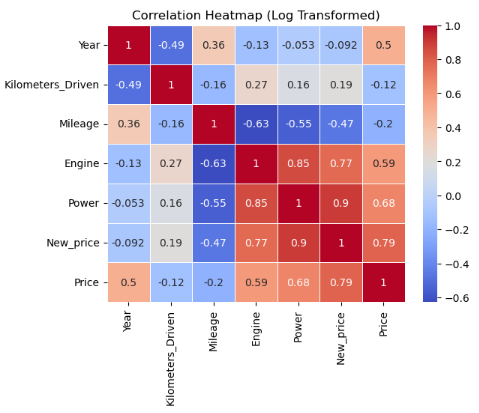 Correlation Heatmap (Log Transformed)
Year 1 -0.49 0.36 -0.13 -0.053 -0.092 0.5
Kilometers_Driven -0.49 1 -0.16 0.27 0.16 0.19 -0.12
Mileage 0.36 -0.16 1 -0.63 -0.55 -0.47 -0.2
Engine -0.13 0.27 -0.63 1 0.85 0.77 0.59
Power -0.053 0.16 -0.55 0.85 1 0.9 0.68
New_price -0.092 0.19 -0.47 0.77 0.9 1 0.79
Price 0.5 -0.12 -0.2 0.59 0.68 0.79 1
Year
Kilometers_Driven
Mileage
Engine
Power
New_price
Price
1.0
0.8
0.6
0.4
0.2
0.0
−0.2
−0.4
−0.6